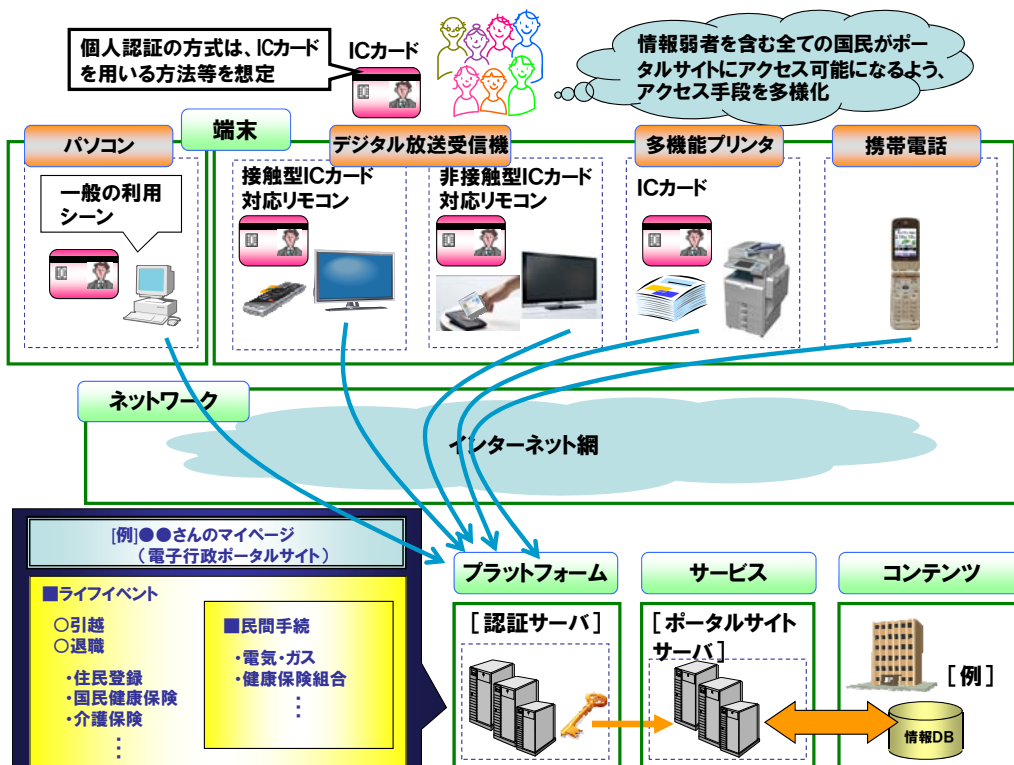 個人認証の方式は、ICカード
を用いる方法等を想定
ICカード
情報弱者を含む全ての国民がポー
タルサイトにアクセス可能になるよう、
アクセス手段を多様化
端末
パソコン
デジタル放送受信機
多機能プリンタ
携帯電話
一般の利用
シーン
接触型ICカード
対応リモコン
非接触型ICカード
対応リモコン
ICカード
ネットワーク
インターネット網
[例]●●さんのマイページ
（電子行政ポータルサイト）
■ライフイベント
○引越
○退職
・住民登録
・国民健康保険
・介護保険
⋮
■民間手続
・電気・ガス
・健康保険組合
⋮
プラットフォーム
サービス
コンテンツ
[認証サーバ]
[ポータルサイト
サーバ]
[例]
情報DB